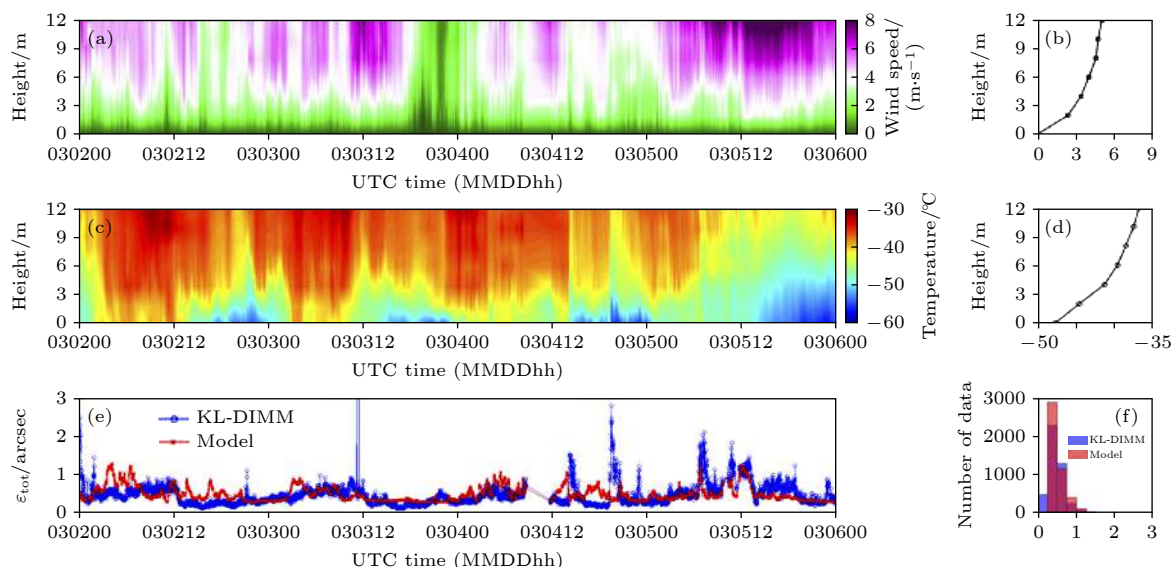 (a)
Height/m
12
9
6
3
0
030200 030212 030300 030312 030400 030412 030500 030512 030600
UTC time (MMDDhh)
8
6
4
2
0
Wind speed/
(m·s⁻¹)
(b)
Height/m
12
9
6
3
0
0 3 6 9
(c)
Height/m
12
9
6
3
0
030200 030212 030300 030312 030400 030412 030500 030512 030600
UTC time (MMDDhh)
−30
−40
−50
−60
Temperature/℃
(d)
Height/m
12
9
6
3
0
−50 −35
(e)
KL-DIMM
Model
εtot/arcsec
3
2
1
0
030200 030212 030300 030312 030400 030412 030500 030512 030600
UTC time (MMDDhh)
(f)
KL-DIMM
Model
Number of data
3000
2000
1000
0
0 1 2 3